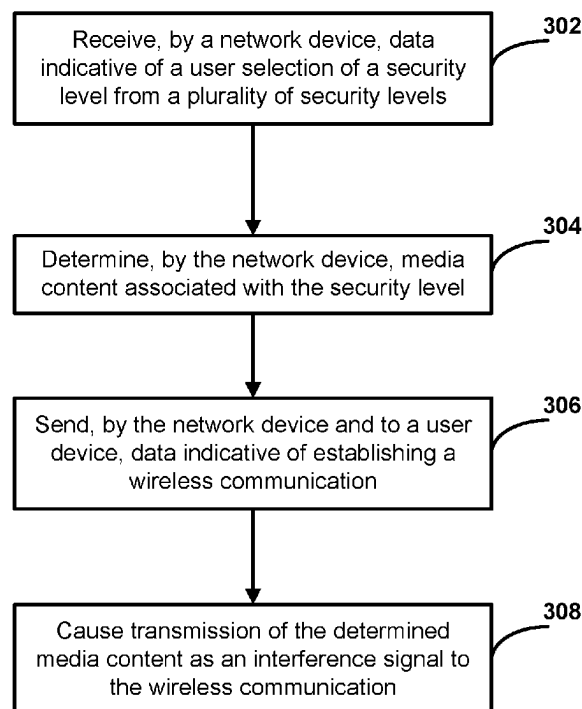 302
Receive, by a network device, data
indicative of a user selection of a security
level from a plurality of security levels
304
Determine, by the network device, media
content associated with the security level
306
Send, by the network device and to a user
device, data indicative of establishing a
wireless communication
308
Cause transmission of the determined
media content as an interference signal to
the wireless communication